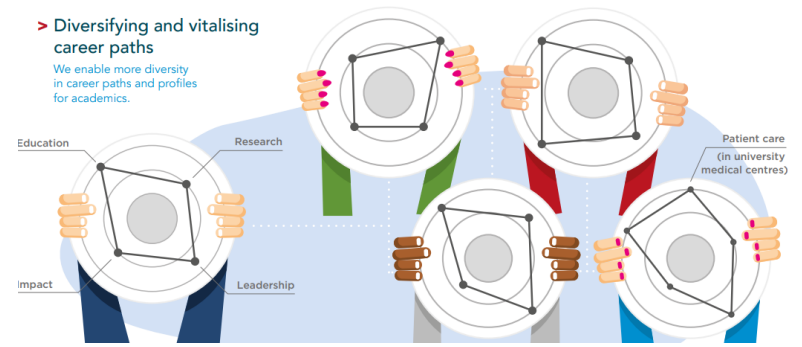 > Diversifying and vitalising
career paths
We enable more diversity
in career paths and profiles
for academics.
Education
Research
Patient care
(in university
medical centres)
Impact
Leadership